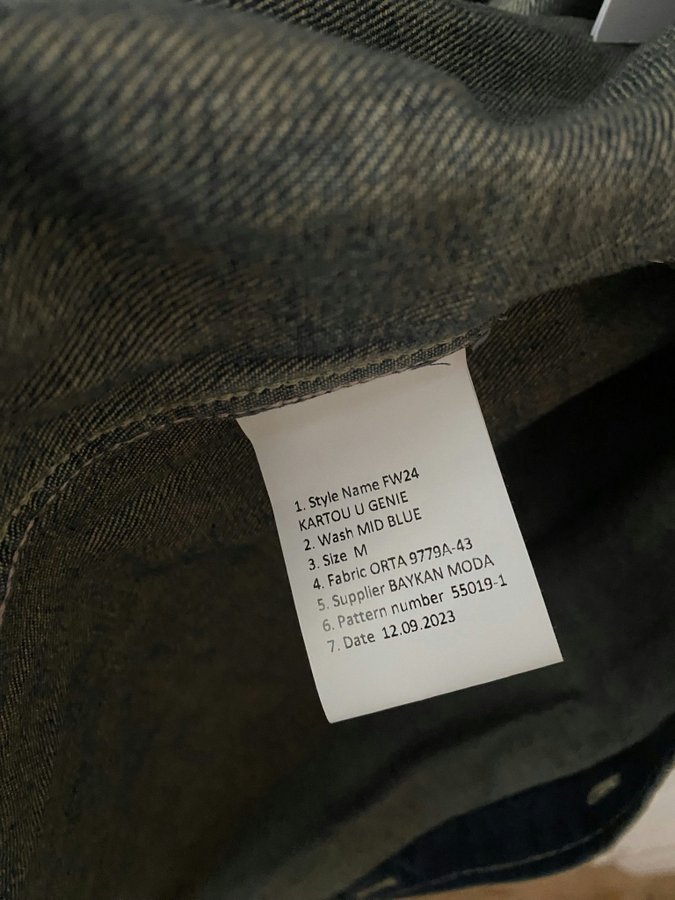 1. Style Name FW24
KARTOU U GENIE
2. Wash MID BLUE
3. Size M
4. Fabric ORTA 9779A-43
5. Supplier BAYKAN MODA
6. Pattern number 55019-1
7. Date 12.09.2023